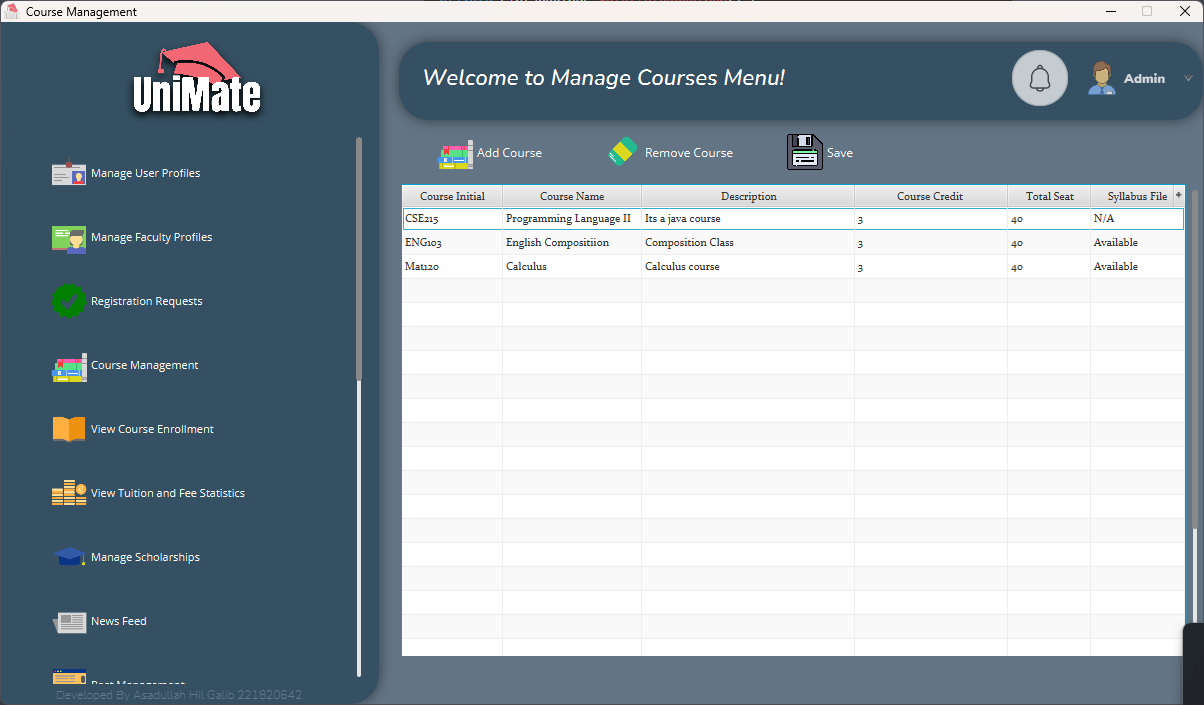 Course Management
UniMate
Welcome to Manage Courses Menu!
Admin
Manage User Profiles
Manage Faculty Profiles
Registration Requests
Course Management
View Course Enrollment
View Tuition and Fee Statistics
Manage Scholarships
News Feed
Post Management
Developed By Asadullah Hil Galib 221820642
Add Course Remove Course Save
Course Initial Course Name Description Course Credit Total Seat Syllabus File +
CSE215 Programming Language II Its a java course 3 40 N/A
ENG103 English Compositiion Composition Class 3 40 Available
Mat120 Calculus Calculus course 3 40 Available